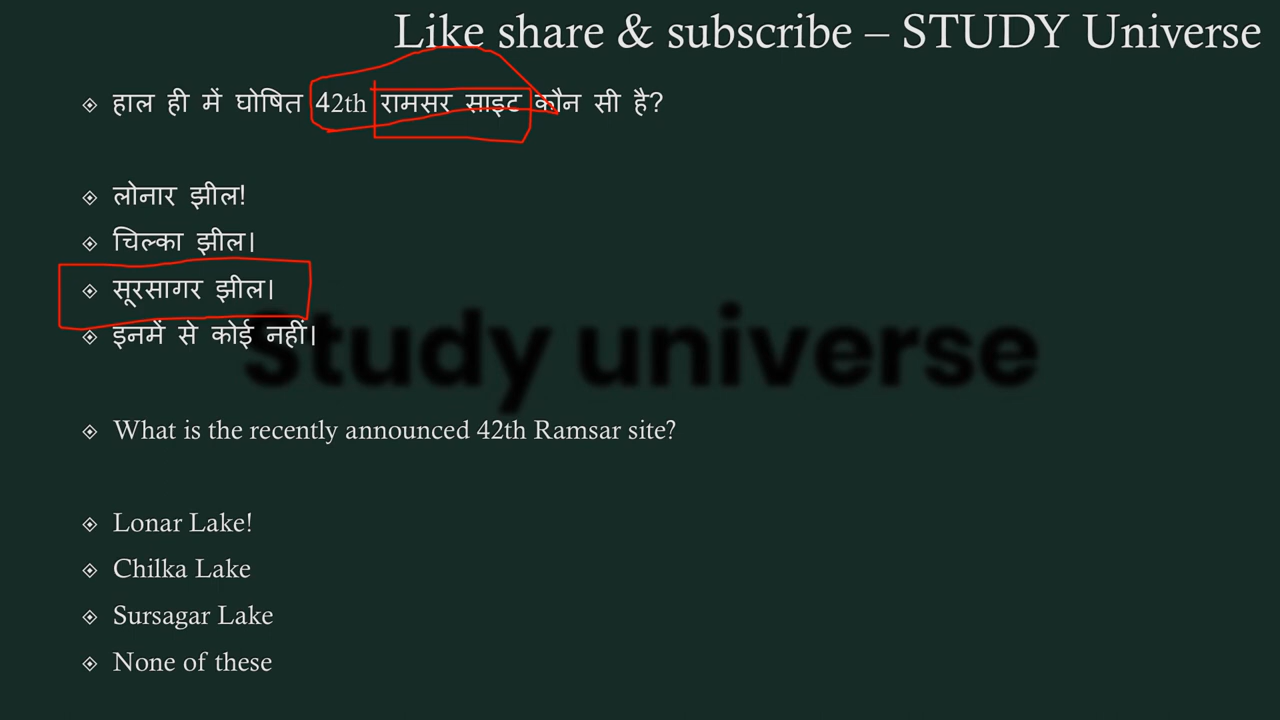 Like share & subscribe – STUDY Universe
हाल ही में घोषित 42th रामसर साइट कौन सी है?
लोनार झील!
चिल्का झील।
सूरसागर झील।
इनमें से कोई नहीं।
Study universe
What is the recently announced 42th Ramsar site?
Lonar Lake!
Chilka Lake
Sursagar Lake
None of these